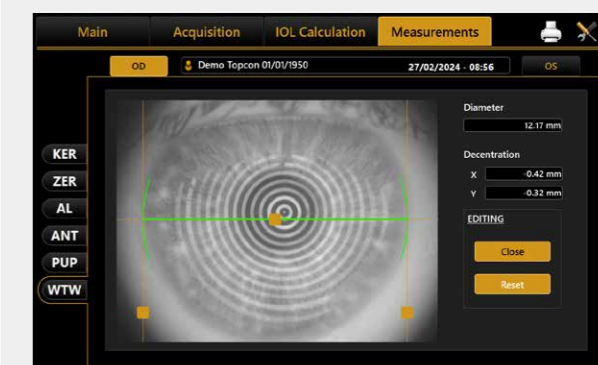 Main Acquisition IOL Calculation Measurements
OD Demo Topcon 01/01/1950 27/02/2024 - 08:56 OS
KER
ZER
AL
ANT
PUP
WTW
Diameter
12.17 mm
Decentration
X -0.42 mm
Y -0.32 mm
EDITING
Close
Reset